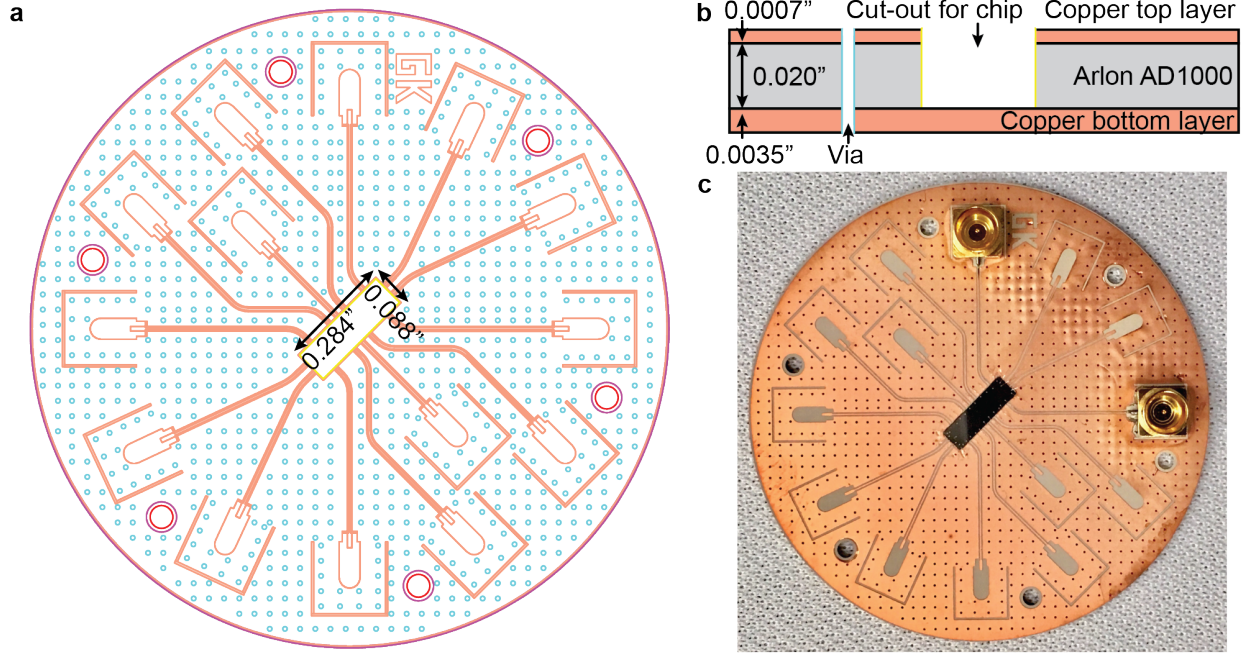 a
GK
0.284”
0.088”
b
0.0007”
Cut-out for chip
Copper top layer
0.020”
Arlon AD1000
Copper bottom layer
0.0035”
Via
c
GK